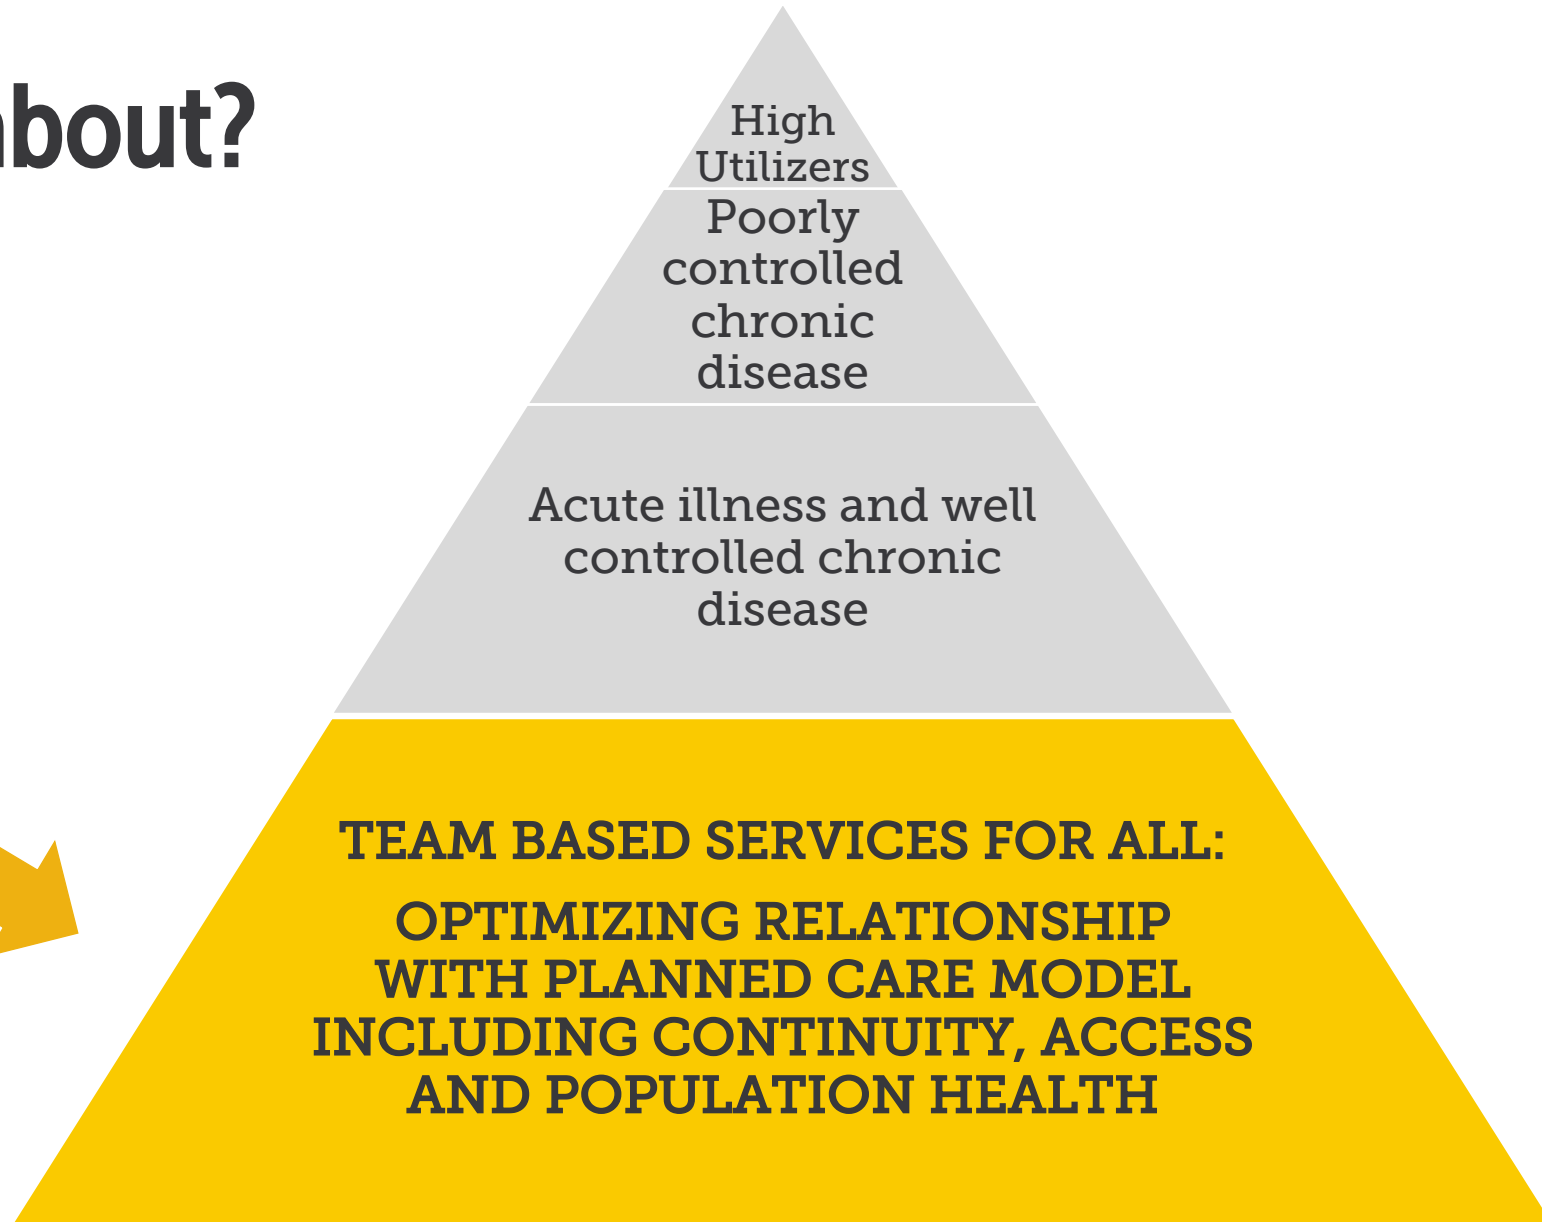 about?
High
Utilizers
Poorly
controlled
chronic
disease
Acute illness and well
controlled chronic
disease
TEAM BASED SERVICES FOR ALL:
OPTIMIZING RELATIONSHIP
WITH PLANNED CARE MODEL
INCLUDING CONTINUITY, ACCESS
AND POPULATION HEALTH